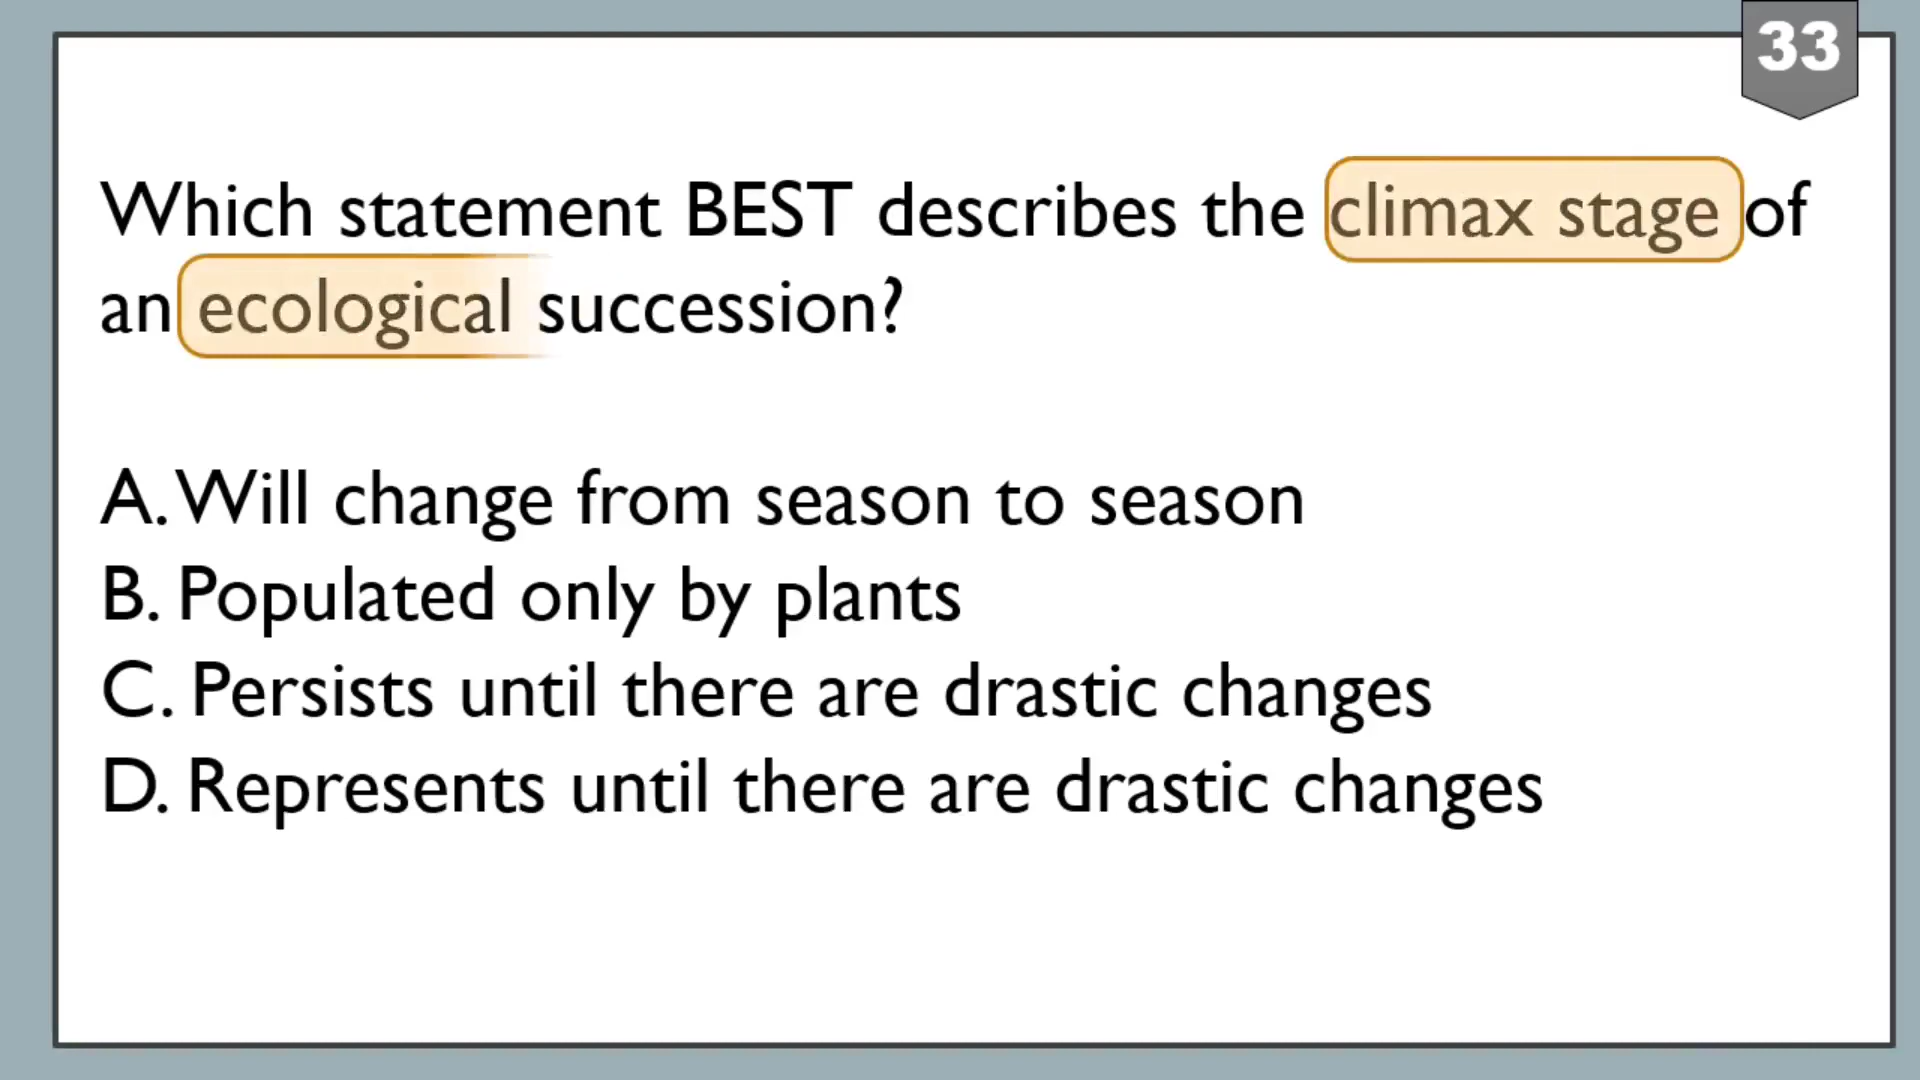 33
Which statement BEST describes the climax stage of
an ecological succession?
A. Will change from season to season
B. Populated only by plants
C. Persists until there are drastic changes
D. Represents until there are drastic changes